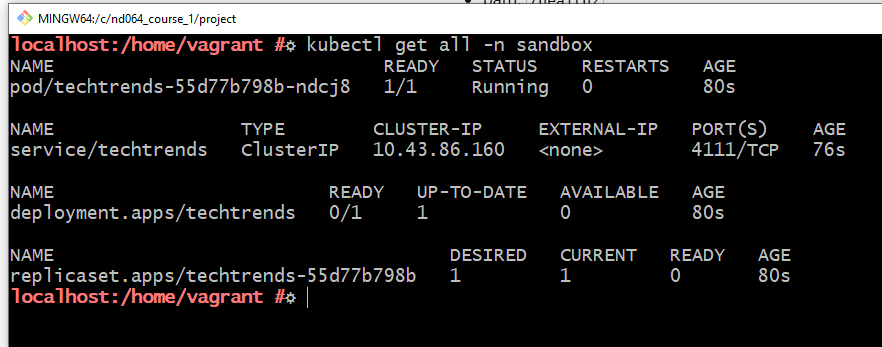 MINGW64:/c/nd064_course_1/project
localhost:/home/vagrant #⚙ kubectl get all -n sandbox
NAME READY STATUS RESTARTS AGE
pod/techtrends-55d77b798b-ndcj8 1/1 Running 0 80s
NAME TYPE CLUSTER-IP EXTERNAL-IP PORT(S) AGE
service/techtrends ClusterIP 10.43.86.160 <none> 4111/TCP 76s
NAME READY UP-TO-DATE AVAILABLE AGE
deployment.apps/techtrends 0/1 1 0 80s
NAME DESIRED CURRENT READY AGE
replicaset.apps/techtrends-55d77b798b 1 1 0 80s
localhost:/home/vagrant #⚙